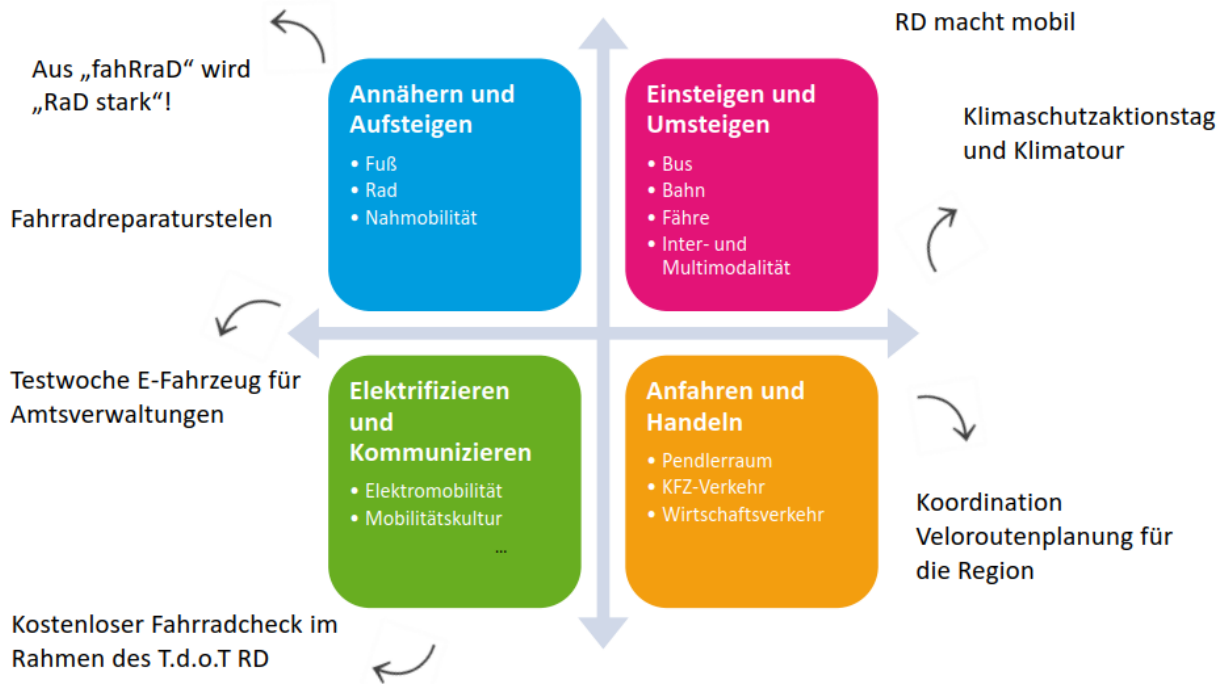 RD macht mobil
Aus „fahRraD“ wird
„RaD stark“!
Annähern und
Aufsteigen
• Fuß
• Rad
• Nahmobilität
Einsteigen und
Umsteigen
• Bus
• Bahn
• Fähre
• Inter- und
Multimodalität
Klimaschutzaktionstag
und Klimatour
Fahrradreparaturstelen
Testwoche E-Fahrzeug für
Amtsverwaltungen
Elektrifizieren
und
Kommunizieren
• Elektromobilität
• Mobilitätskultur
...
Anfahren und
Handeln
• Pendlerraum
• KFZ-Verkehr
• Wirtschaftsverkehr
Koordination
Veloroutenplanung für
die Region
Kostenloser Fahrradcheck im
Rahmen des T.d.o.T RD